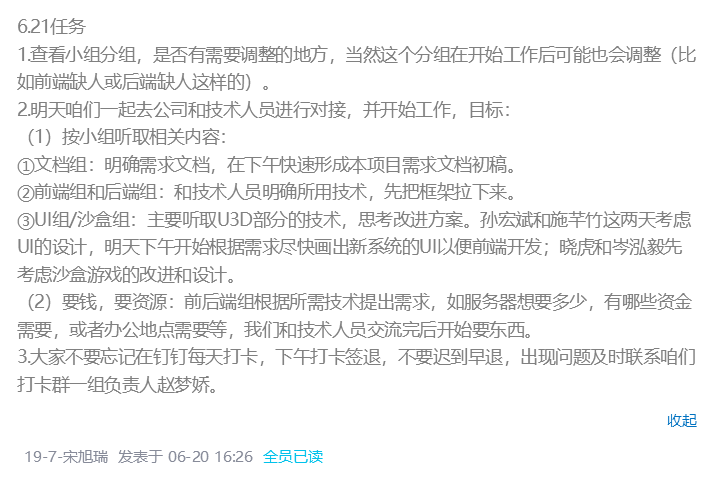 6.21任务
1.查看小组分组，是否有需要调整的地方，当然这个分组在开始工作后可能也会调整（比
如前端缺人或后端缺人这样的）。
2.明天咱们一起去公司和技术人员进行对接，并开始工作，目标：
（1）按小组听取相关内容：
①文档组：明确需求文档，在下午快速形成本项目需求文档初稿。
②前端组和后端组：和技术人员明确所用技术，先把框架拉下来。
③UI组/沙盒组：主要听取U3D部分的技术，思考改进方案。孙宏斌和施芊竹这两天考虑
UI的设计，明天下午开始根据需求尽快画出新系统的UI以便前端开发；晓虎和岑泓毅先
考虑沙盒游戏的改进和设计。
（2）要钱，要资源：前后端组根据所需技术提出需求，如服务器想要多少，有哪些资金
需要，或者办公地点需要等，我们和技术人员交流完后开始要东西。
3.大家不要忘记在钉钉每天打卡，下午打卡签退，不要迟到早退，出现问题及时联系咱们
打卡群一组负责人赵梦娇。
收起
19-7-宋旭瑞 发表于 06-20 16:26 全员已读